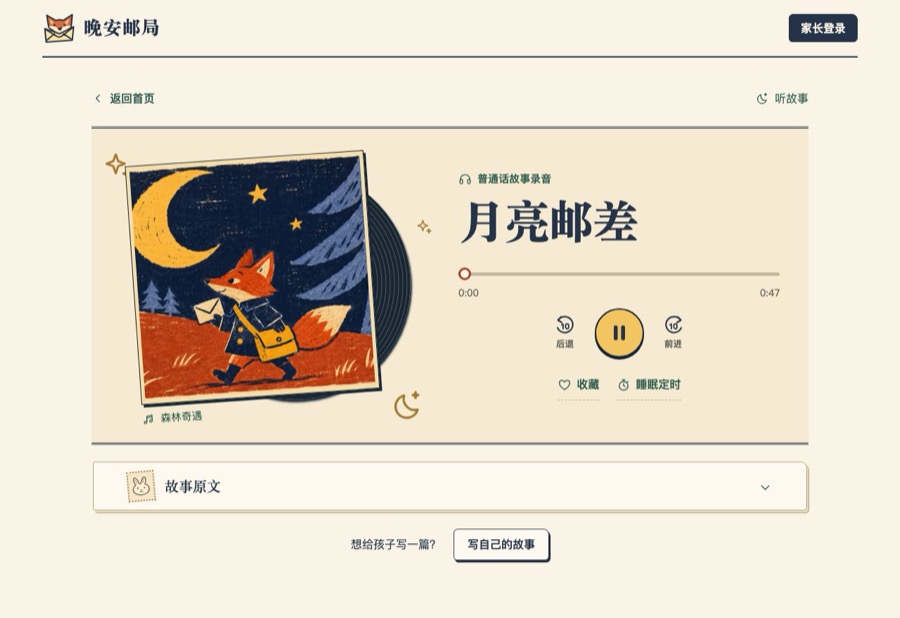 晚安邮局
家长登录
返回首页
听故事
普通话故事录音
月亮邮差
0:00
0:47
10
后退
10
前进
收藏
睡眠定时
森林奇遇
故事原文
想给孩子写一篇?
写自己的故事